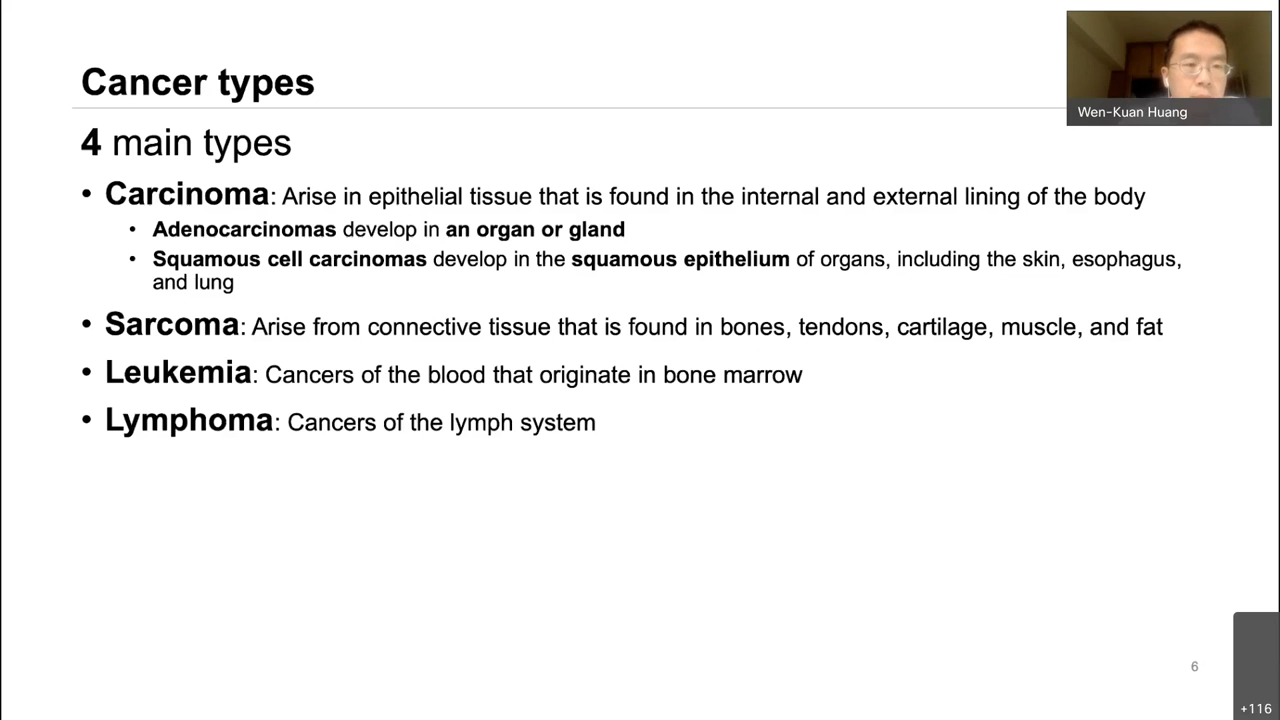 Cancer types
Wen-Kuan Huang
4 main types
• Carcinoma: Arise in epithelial tissue that is found in the internal and external lining of the body
• Adenocarcinomas develop in an organ or gland
• Squamous cell carcinomas develop in the squamous epithelium of organs, including the skin, esophagus,
and lung
• Sarcoma: Arise from connective tissue that is found in bones, tendons, cartilage, muscle, and fat
• Leukemia: Cancers of the blood that originate in bone marrow
• Lymphoma: Cancers of the lymph system
6
+116